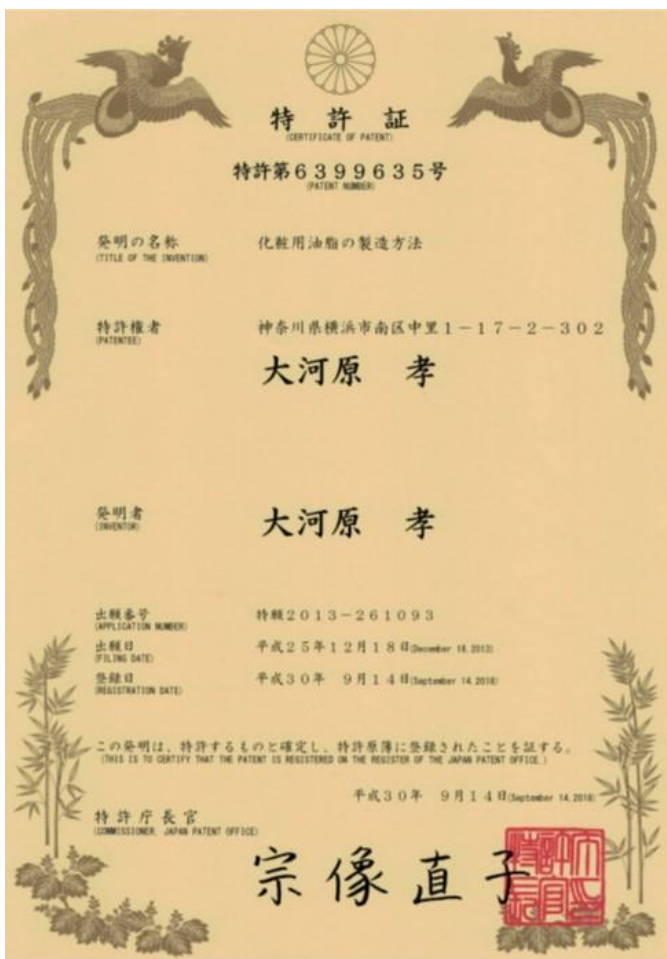 特許証
(CERTIFICATE OF PATENT)
特許第6399635号
(PATENT NUMBER)
発明の名称 化粧用油脂の製造方法
(TITLE OF THE INVENTION)
特許権者 神奈川県横浜市南区中里1-17-2-302
(PATENTEE)
大河原 孝
発明者 大河原 孝
(INVENTOR)
出願番号 特願2013-261093
(APPLICATION NUMBER)
出願日 平成25年12月18日(December 18,2013)
(FILING DATE)
登録日 平成30年 9月14日(September 14,2018)
(REGISTRATION DATE)
この発明は、特許するものと確定し、特許原簿に登録されたことを証する。
(THIS IS TO CERTIFY THAT THE PATENT IS REGISTERED ON THE REGISTER OF THE JAPAN PATENT OFFICE.)
平成30年 9月14日(September 14,2018)
特許庁長官
(COMMISSIONER, JAPAN PATENT OFFICE)
宗像直子